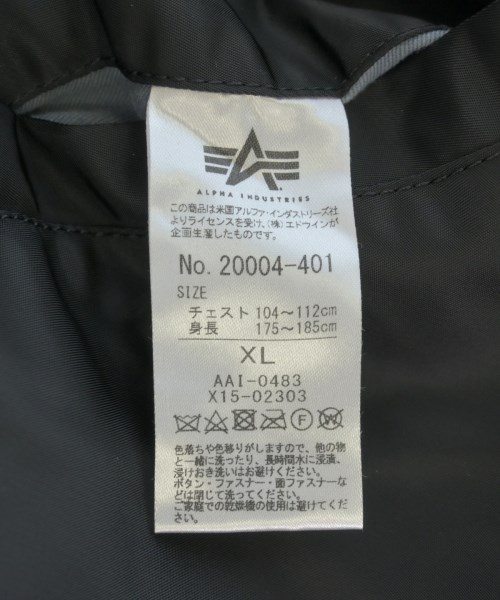 ALPHA INDUSTRIES
この商品は米国アルファ・インダストリーズ社
よりライセンスを受け、(株)エドウインが
企画生産したものです。
No. 20004-401
SIZE
チェスト 104~112cm
身長 175~185cm
XL
AAI-0483
X15-02303
F W
色落ちや色移りがしますので、他の物
と一緒に洗ったり、長時間水に浸漬、
浸けおき洗いはお避けください。
ボタン・ファスナー・面ファスナーな
どは閉じて洗ってください。
ご家庭での乾燥機の使用は避けてくだ
さい。